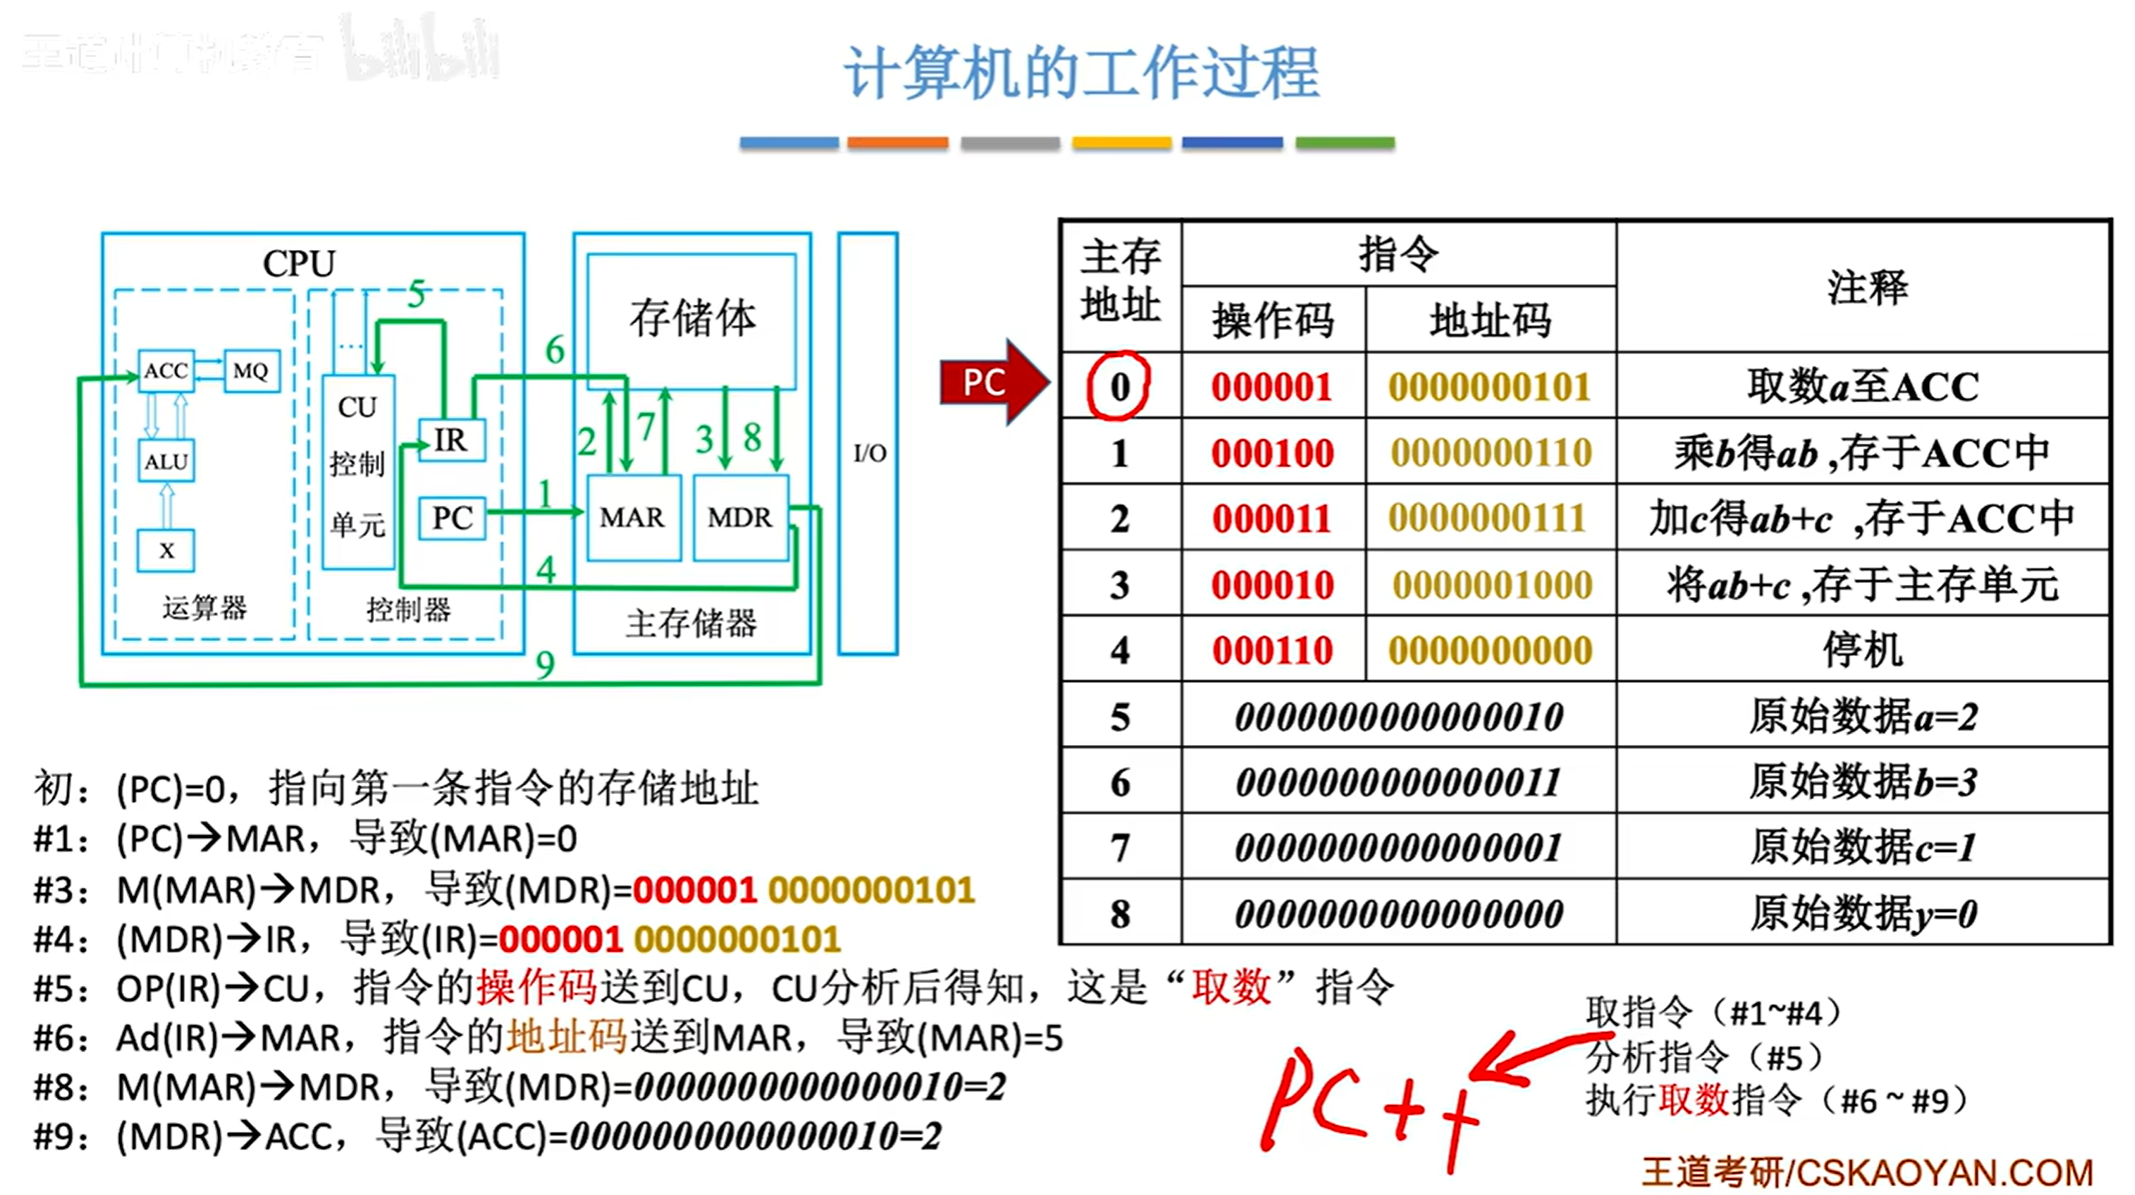 王道计算机教育 bilibili
计算机的工作过程
CPU
5
...
ACC
MQ
CU
控制
单元
IR
ALU
PC
X
运算器
控制器
6
1
4
9
存储体
2
7
3
8
MAR
MDR
主存储器
I/O
PC
主存地址 指令 注释
操作码 地址码
0 000001 0000000101 取数a至ACC
1 000100 0000000110 乘b得ab ,存于ACC中
2 000011 0000000111 加c得ab+c ,存于ACC中
3 000010 0000001000 将ab+c ,存于主存单元
4 000110 0000000000 停机
5 0000000000000010 原始数据a=2
6 0000000000000011 原始数据b=3
7 0000000000000001 原始数据c=1
8 0000000000000000 原始数据y=0
初：(PC)=0，指向第一条指令的存储地址
#1：(PC)→MAR，导致(MAR)=0
#3：M(MAR)→MDR，导致(MDR)=000001 0000000101
#4：(MDR)→IR，导致(IR)=000001 0000000101
#5：OP(IR)→CU，指令的操作码送到CU，CU分析后得知，这是“取数”指令
#6：Ad(IR)→MAR，指令的地址码送到MAR，导致(MAR)=5
#8：M(MAR)→MDR，导致(MDR)=0000000000000010=2
#9：(MDR)→ACC，导致(ACC)=0000000000000010=2
取指令（#1~#4）
分析指令（#5）
执行取数指令（#6 ~ #9）
PC++
王道考研/CSKAOYAN.COM